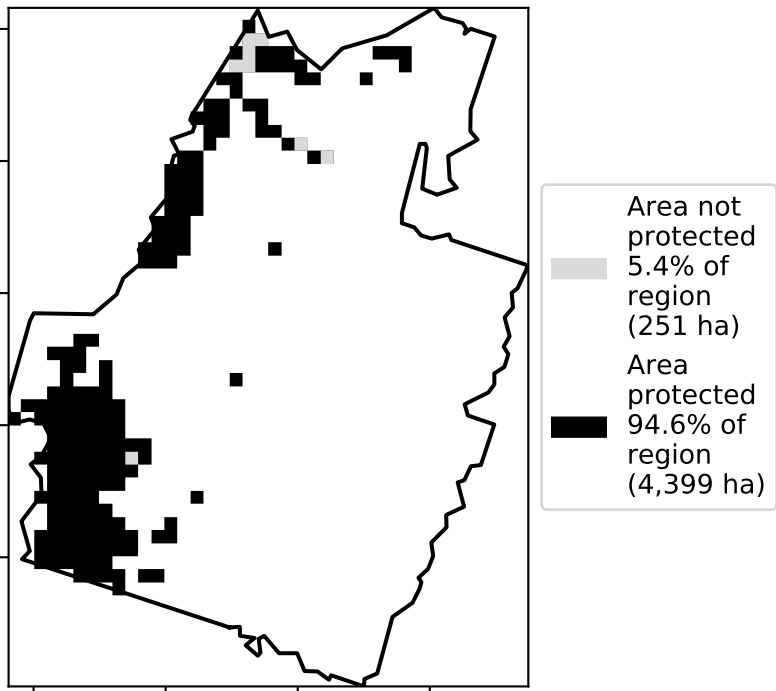 Area not
protected
5.4% of
region
(251 ha)
Area
protected
94.6% of
region
(4,399 ha)